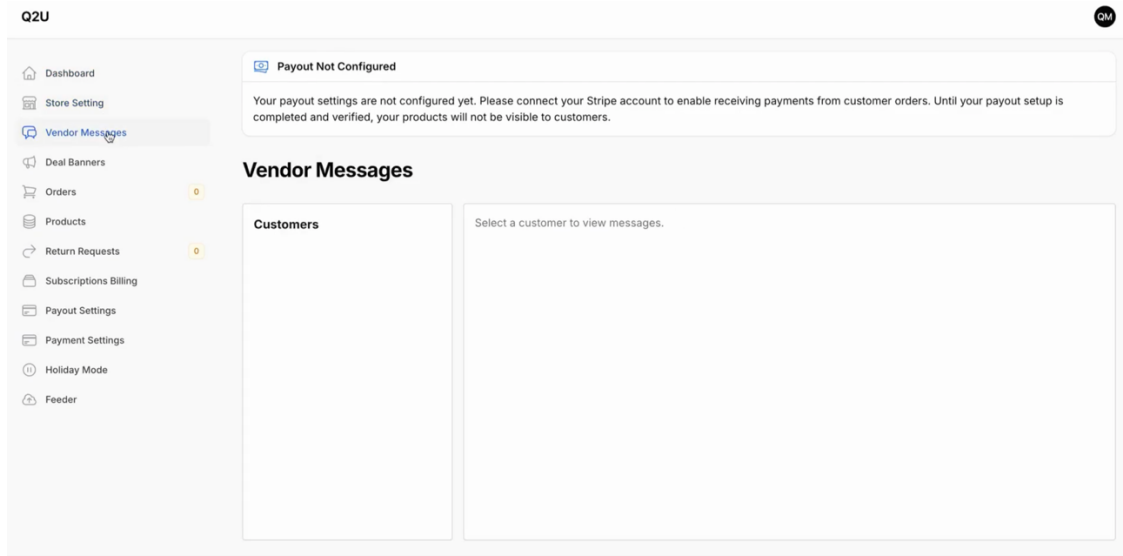 Q2U
QM
Dashboard
Store Setting
Vendor Messages
Deal Banners
Orders 0
Products
Return Requests 0
Subscriptions Billing
Payout Settings
Payment Settings
Holiday Mode
Feeder
Payout Not Configured
Your payout settings are not configured yet. Please connect your Stripe account to enable receiving payments from customer orders. Until your payout setup is
completed and verified, your products will not be visible to customers.
Vendor Messages
Customers
Select a customer to view messages.